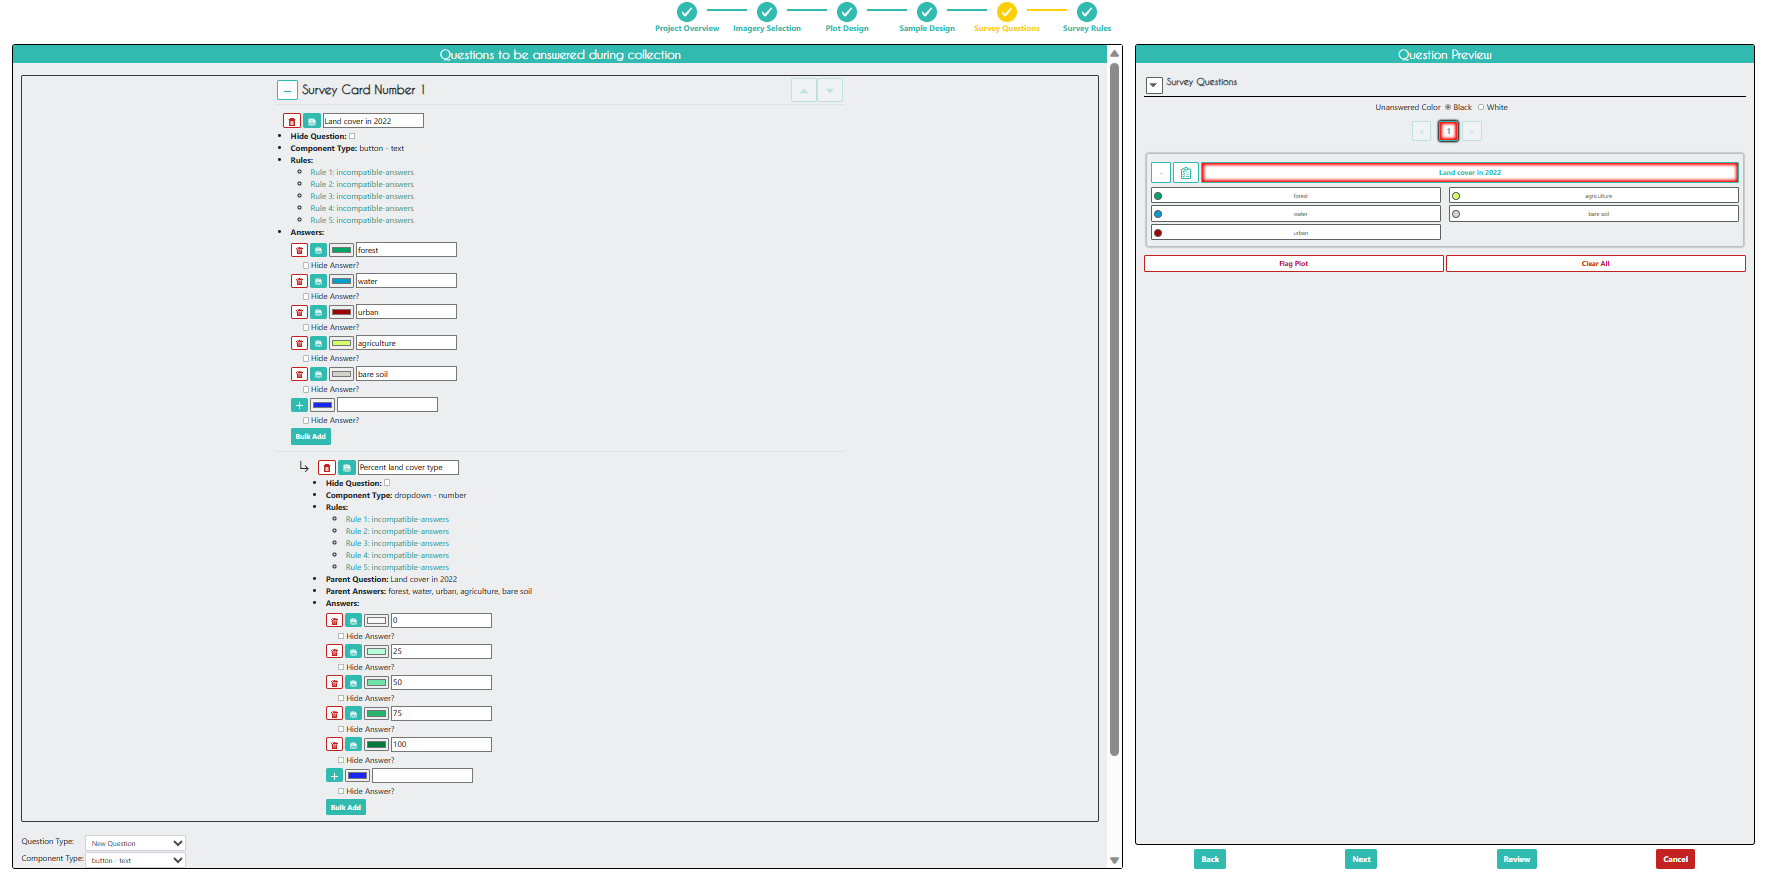 Project Overview
Imagery Selection
Plot Design
Sample Design
Survey Questions
Survey Rules
Questions to be answered during collection
Survey Card Number 1
Land cover in 2022
Hide Question:
Component Type: button - text
Rules:
Rule 1: incompatible-answers
Rule 2: incompatible-answers
Rule 3: incompatible-answers
Rule 4: incompatible-answers
Rule 5: incompatible-answers
Answers:
forest
Hide Answer?
water
Hide Answer?
urban
Hide Answer?
agriculture
Hide Answer?
bare soil
Hide Answer?
+
Hide Answer?
Bulk Add
Percent land cover type
Hide Question:
Component Type: dropdown - number
Rules:
Rule 1: incompatible-answers
Rule 2: incompatible-answers
Rule 3: incompatible-answers
Rule 4: incompatible-answers
Rule 5: incompatible-answers
Parent Question: Land cover in 2022
Parent Answers: forest, water, urban, agriculture, bare soil
Answers:
0
Hide Answer?
25
Hide Answer?
50
Hide Answer?
75
Hide Answer?
100
Hide Answer?
+
Hide Answer?
Bulk Add
Question Type: New Question
Component Type: button - text
Question Preview
Survey Questions
Unanswered Color Black White
< 1 >
Land cover in 2022
forest
agriculture
water
bare soil
urban
Flag Plot
Clear All
Back
Next
Review
Cancel